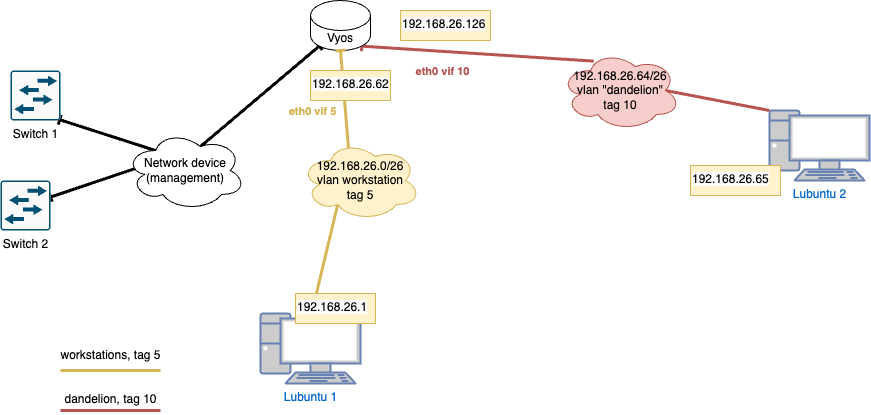 192.168.26.126
Vyos
eth0 vif 10
192.168.26.64/26
vlan "dandelion"
tag 10
192.168.26.62
eth0 vif 5
Switch 1
Network device
(management)
192.168.26.0/26
vlan workstation
tag 5
192.168.26.65
Lubuntu 2
Switch 2
192.168.26.1
Lubuntu 1
workstations, tag 5
dandelion, tag 10